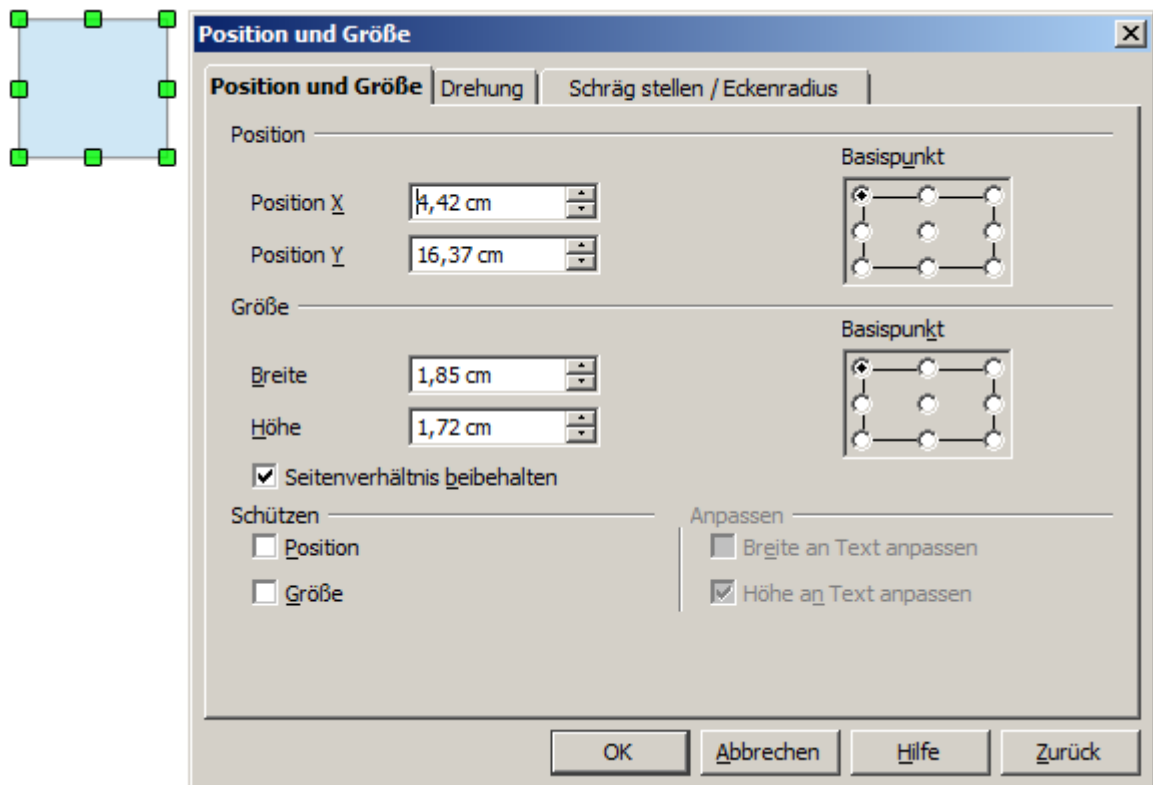 Position und Größe
Position und Größe Drehung Schräg stellen / Eckenradius
Position
Basispunkt
Position X 4,42 cm
Position Y 16,37 cm
Größe
Basispunkt
Breite 1,85 cm
Höhe 1,72 cm
Seitenverhältnis beibehalten
Schützen Anpassen
Position Breite an Text anpassen
Größe Höhe an Text anpassen
OK Abbrechen Hilfe Zurück